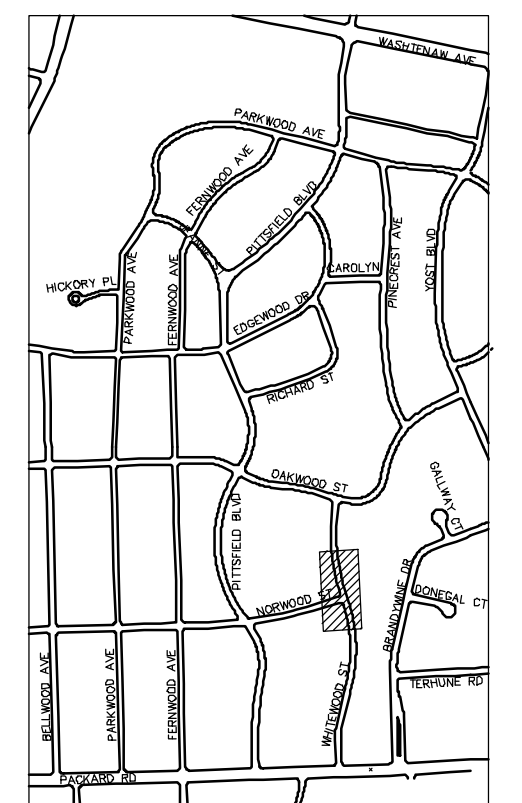 WASHTENAW AVE
PARKWOOD AVE
FERNWOOD AVE
PITTSFIELD BLVD
CAROLYN
PINECREST AVE
YOST BLVD
HICKORY PL
PARKWOOD AVE
FERNWOOD AVE
EDGEWOOD DR
RICHARD ST
OAKWOOD ST
GALLWAY CT
PITTSFIELD BLVD
NORWOOD ST
BRANDYWINE DR
DONEGAL CT
TERHUNE RD
WHITEWOOD ST
BELLWOOD AVE
PARKWOOD AVE
FERNWOOD AVE
PACKARD RD